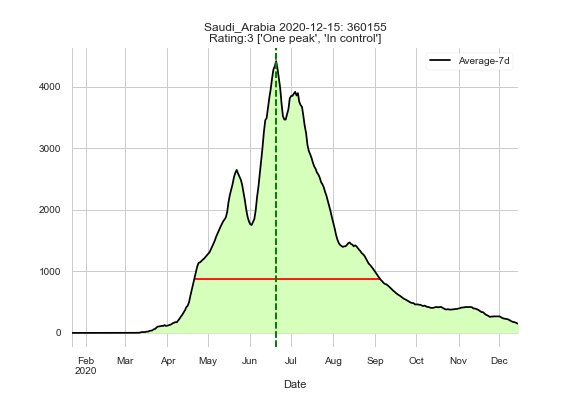 Saudi_Arabia 2020-12-15: 360155
Rating:3 ['One peak', 'In control']
Average-7d
4000
3000
2000
1000
0
Feb Mar Apr May Jun Jul Aug Sep Oct Nov Dec
2020
Date